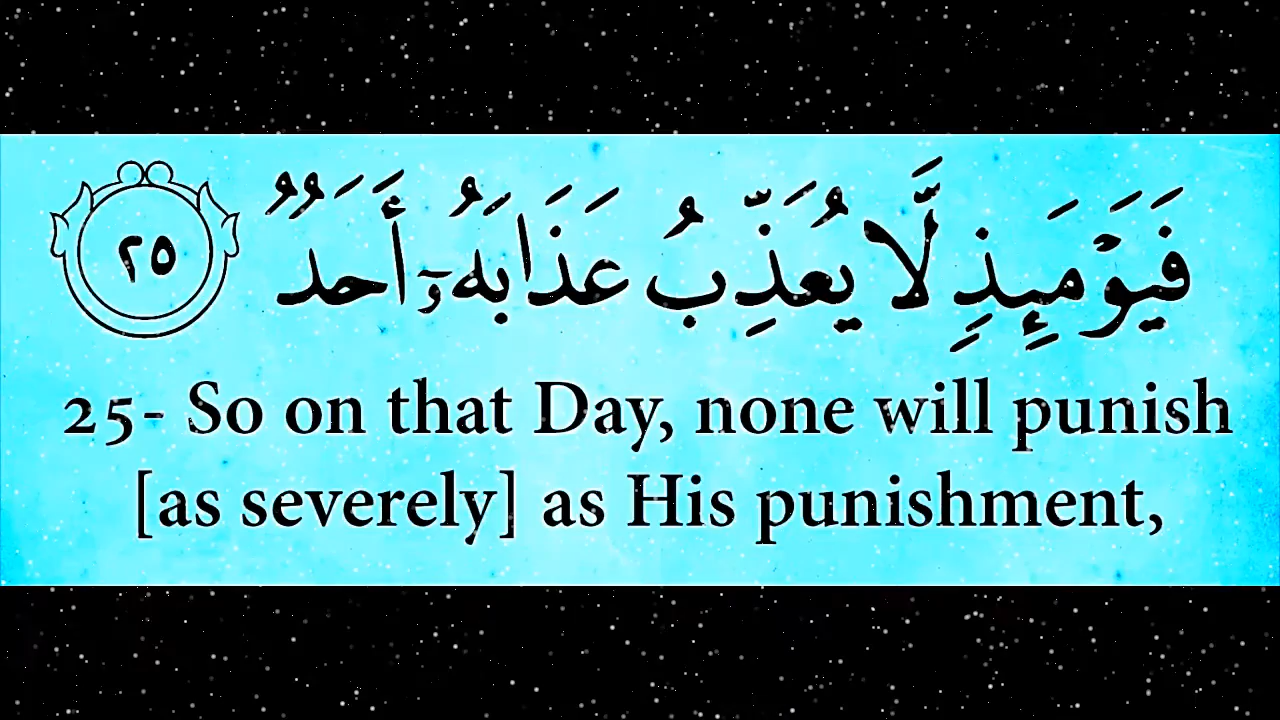 فَيَوْمَئِذٍ لَّا يُعَذِّبُ عَذَابَهُۥٓ أَحَدٌ ٢٥
25- So on that Day, none will punish
[as severely] as His punishment,